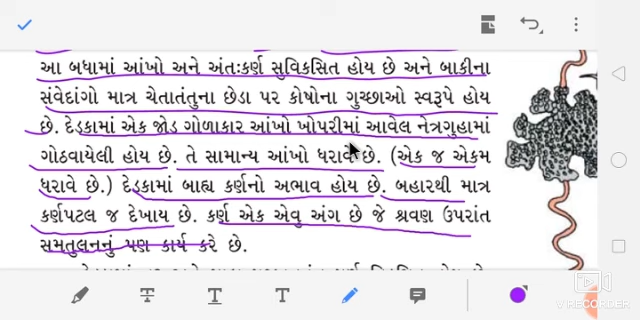 આ બધામાં આંખો અને અંતઃકર્ણ સુવિકસિત હોય છે અને બાકીના
સંવેદાંગો માત્ર ચેતાતંતુના છેડા પર કોષોના ગુચ્છાઓ સ્વરૂપે હોય
છે. દેડકામાં એક જોડ ગોળાકાર આંખો ખોપરીમાં આવેલ નેત્રગુહામાં
ગોઠવાયેલી હોય છે. તે સામાન્ય આંખો ધરાવે છે. (એક જ એકમ
ધરાવે છે.) દેડકામાં બાહ્ય કર્ણનો અભાવ હોય છે. બહારથી માત્ર
કર્ણપટલ જ દેખાય છે. કર્ણ એક એવુ અંગ છે જે શ્રવણ ઉપરાંત
સમતુલનનું પણ કાર્ય કરે છે.
V RECORDER